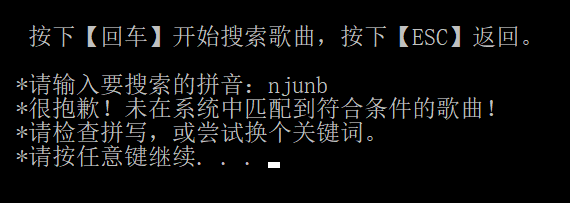 按下【回车】开始搜索歌曲，按下【ESC】返回。
*请输入要搜索的拼音：njunb
*很抱歉！未在系统中匹配到符合条件的歌曲！
*请检查拼写，或尝试换个关键词。
*请按任意键继续. . .